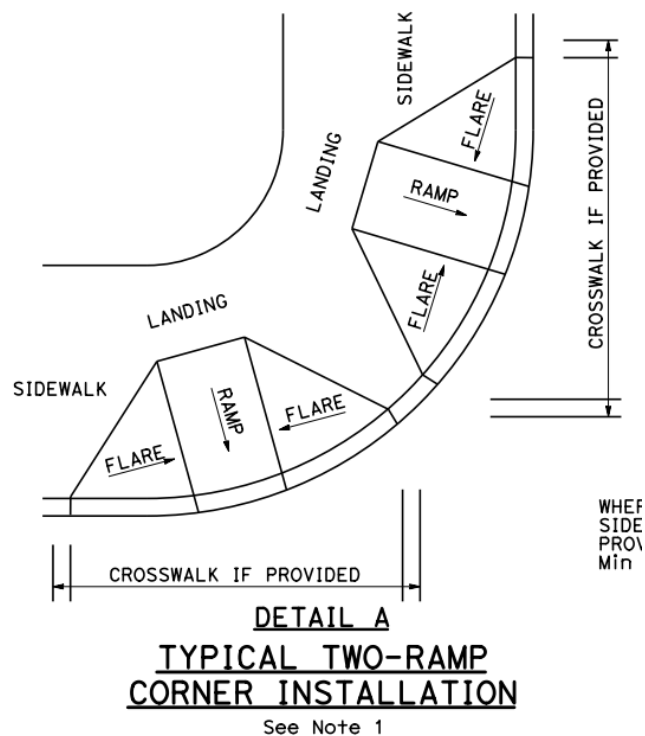 SIDEWALK
FLARE
LANDING
RAMP
CROSSWALK IF PROVIDED
FLARE
LANDING
SIDEWALK
RAMP
FLARE
FLARE
CROSSWALK IF PROVIDED
SIDE
Min
DETAIL A
TYPICAL TWO-RAMP
CORNER INSTALLATION
See Note 1